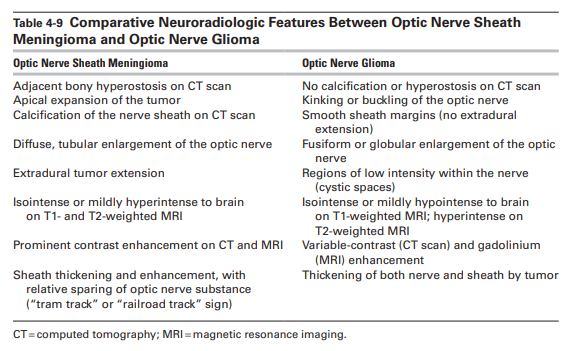 Table 4-9 Comparative Neuroradiologic Features Between Optic Nerve Sheath
Meningioma and Optic Nerve Glioma
Optic Nerve Sheath Meningioma Optic Nerve Glioma
Adjacent bony hyperostosis on CT scan No calcification or hyperostosis on CT scan
Apical expansion of the tumor Kinking or buckling of the optic nerve
Calcification of the nerve sheath on CT scan Smooth sheath margins (no extradural
extension)
Diffuse, tubular enlargement of the optic nerve Fusiform or globular enlargement of the optic
nerve
Extradural tumor extension Regions of low intensity within the nerve
(cystic spaces)
Isointense or mildly hyperintense to brain Isointense or mildly hypointense to brain
on T1- and T2-weighted MRI on T1-weighted MRI; hyperintense on
T2-weighted MRI
Prominent contrast enhancement on CT and MRI Variable-contrast (CT scan) and gadolinium
(MRI) enhancement
Sheath thickening and enhancement, with Thickening of both nerve and sheath by tumor
relative sparing of optic nerve substance
(“tram track” or “railroad track” sign)
CT = computed tomography; MRI = magnetic resonance imaging.